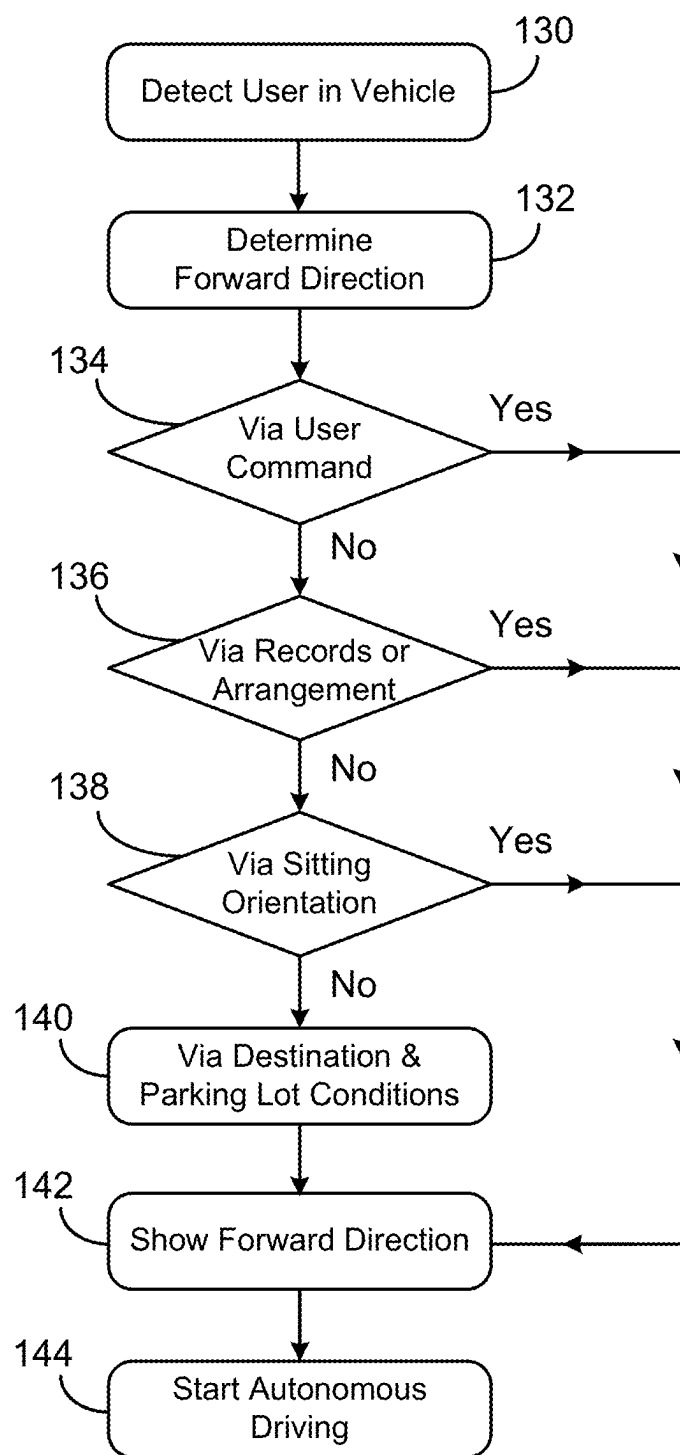 130
Detect User in Vehicle
132
Determine
Forward Direction
134
Via User
Command
Yes
No
136
Via Records or
Arrangement
Yes
No
138
Via Sitting
Orientation
Yes
No
140
Via Destination &
Parking Lot Conditions
142
Show Forward Direction
144
Start Autonomous
Driving